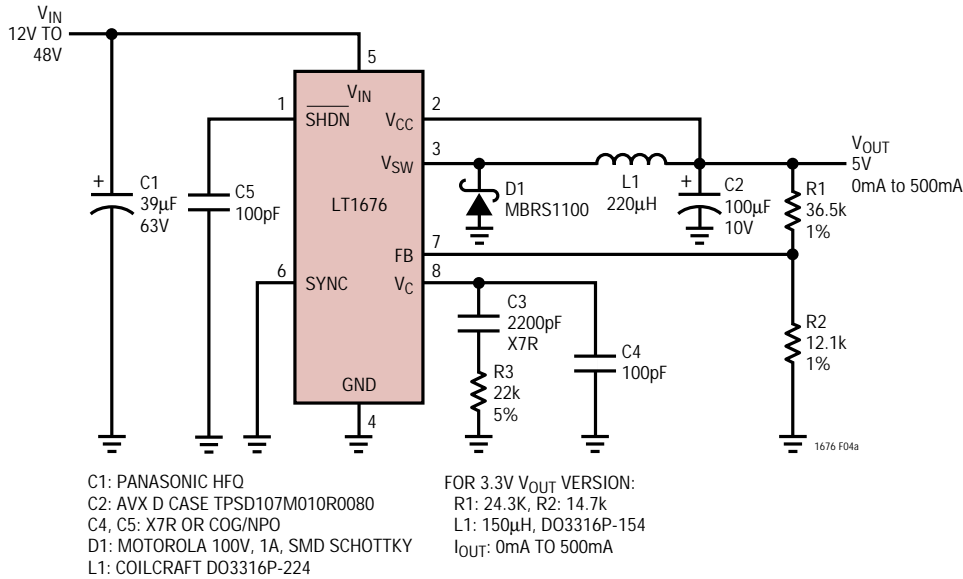 VIN
12V TO
48V
5
VIN
1
SHDN
VCC
2
VSW
3
LT1676
FB
7
6
SYNC
VC
8
GND
4
+
C1
39µF
63V
C5
100pF
D1
MBRS1100
L1
220µH
+
C2
100µF
10V
VOUT
5V
0mA to 500mA
R1
36.5k
1%
C3
2200pF
X7R
R3
22k
5%
C4
100pF
R2
12.1k
1%
1676 F04a
C1: PANASONIC HFQ
C2: AVX D CASE TPSD107M010R0080
C4, C5: X7R OR COG/NPO
D1: MOTOROLA 100V, 1A, SMD SCHOTTKY
L1: COILCRAFT DO3316P-224
FOR 3.3V VOUT VERSION:
R1: 24.3K, R2: 14.7k
L1: 150µH, DO3316P-154
IOUT: 0mA TO 500mA